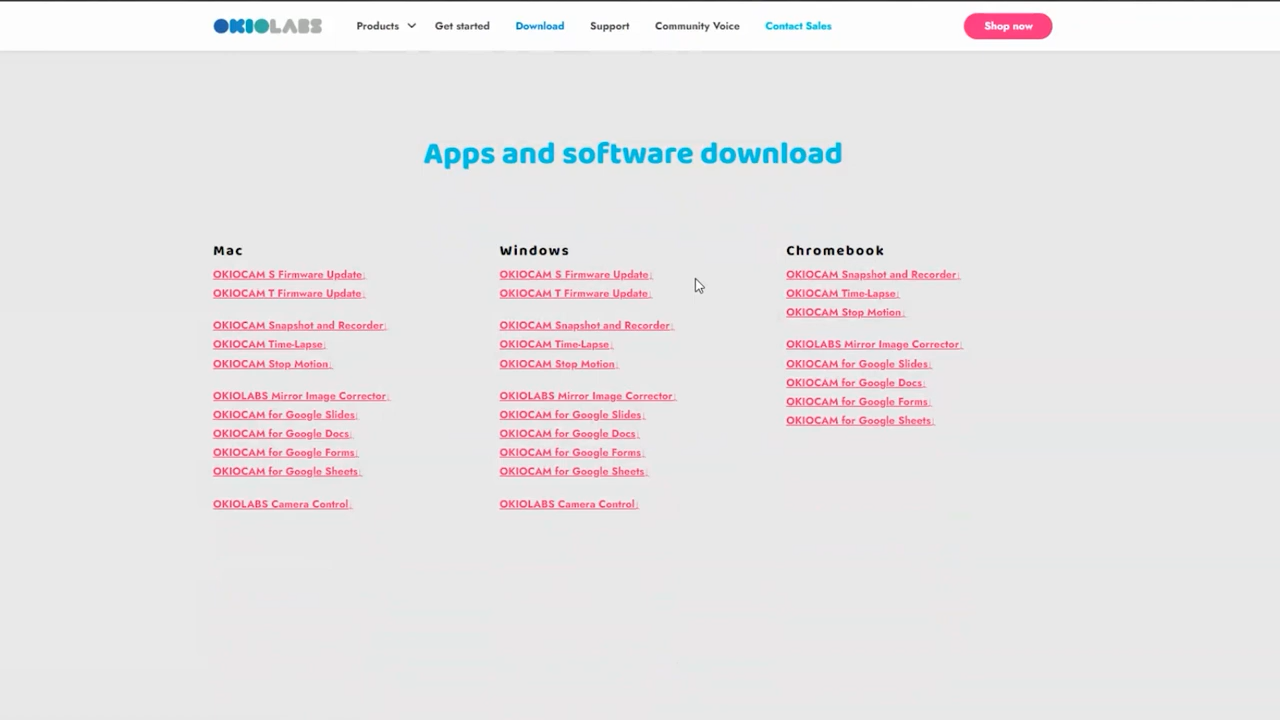 OKIOLABS
Products
Get started
Download
Support
Community Voice
Contact Sales
Shop now
Apps and software download
Mac
OKIOCAM S Firmware Update↓
OKIOCAM T Firmware Update↓
OKIOCAM Snapshot and Recorder↓
OKIOCAM Time-Lapse↓
OKIOCAM Stop Motion↓
OKIOLABS Mirror Image Corrector↓
OKIOCAM for Google Slides↓
OKIOCAM for Google Docs↓
OKIOCAM for Google Forms↓
OKIOCAM for Google Sheets↓
OKIOLABS Camera Control↓
Windows
OKIOCAM S Firmware Update↓
OKIOCAM T Firmware Update↓
OKIOCAM Snapshot and Recorder↓
OKIOCAM Time-Lapse↓
OKIOCAM Stop Motion↓
OKIOLABS Mirror Image Corrector↓
OKIOCAM for Google Slides↓
OKIOCAM for Google Docs↓
OKIOCAM for Google Forms↓
OKIOCAM for Google Sheets↓
OKIOLABS Camera Control↓
Chromebook
OKIOCAM Snapshot and Recorder↓
OKIOCAM Time-Lapse↓
OKIOCAM Stop Motion↓
OKIOLABS Mirror Image Corrector↓
OKIOCAM for Google Slides↓
OKIOCAM for Google Docs↓
OKIOCAM for Google Forms↓
OKIOCAM for Google Sheets↓